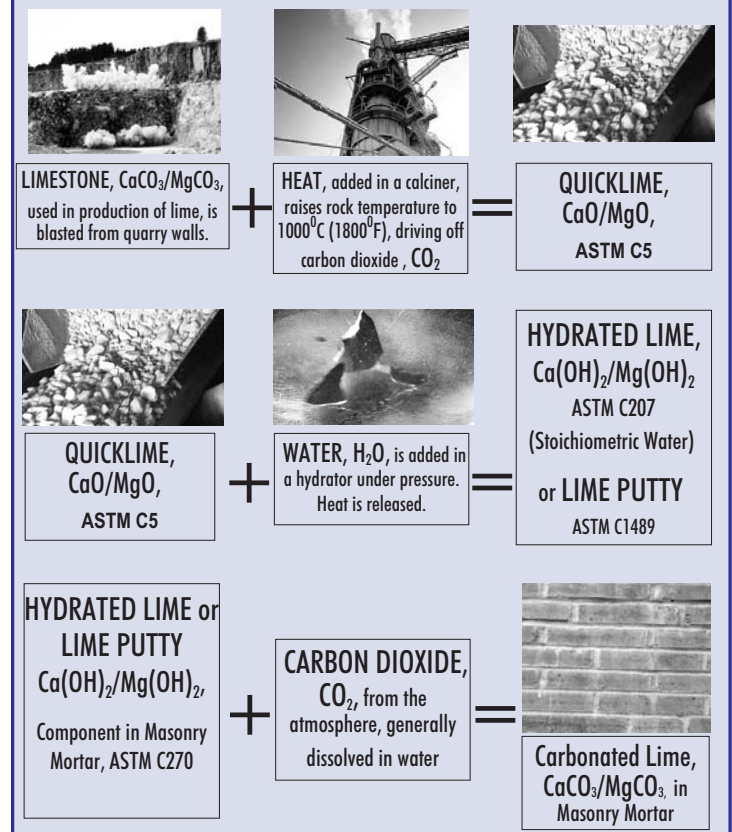 LIMESTONE, CaCO₃/MgCO₃,
used in production of lime, is
blasted from quarry walls.
+
HEAT, added in a calciner,
raises rock temperature to
1000⁰C (1800⁰F), driving off
carbon dioxide , CO₂
=
QUICKLIME,
CaO/MgO,
ASTM C5
QUICKLIME,
CaO/MgO,
ASTM C5
+
WATER, H₂O, is added in
a hydrator under pressure.
Heat is released.
=
HYDRATED LIME,
Ca(OH)₂/Mg(OH)₂
ASTM C207
(Stoichiometric Water)
or LIME PUTTY
ASTM C1489
HYDRATED LIME or
LIME PUTTY
Ca(OH)₂/Mg(OH)₂,
Component in Masonry
Mortar, ASTM C270
+
CARBON DIOXIDE,
CO₂, from the
atmosphere, generally
dissolved in water
=
Carbonated Lime,
CaCO₃/MgCO₃, in
Masonry Mortar